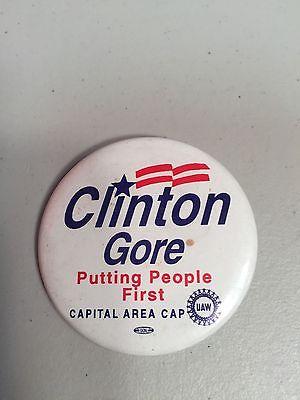 Clinton
Gore
Putting People
First
CAPITAL AREA CAP
UAW